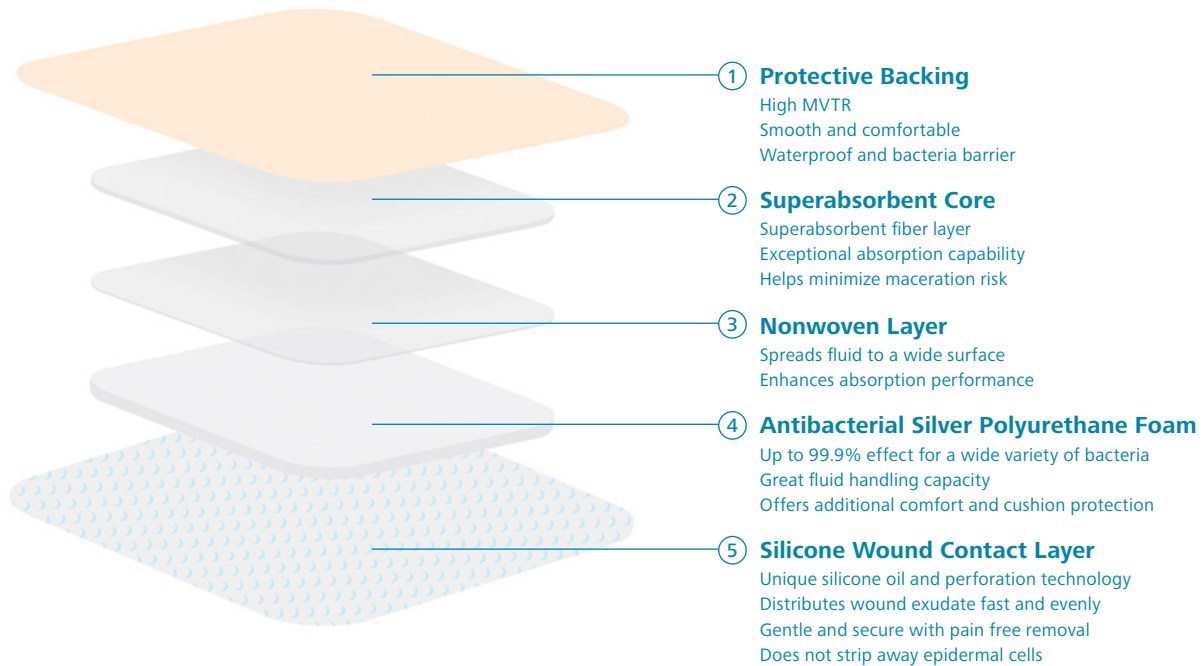 1 Protective Backing
High MVTR
Smooth and comfortable
Waterproof and bacteria barrier
2 Superabsorbent Core
Superabsorbent fiber layer
Exceptional absorption capability
Helps minimize maceration risk
3 Nonwoven Layer
Spreads fluid to a wide surface
Enhances absorption performance
4 Antibacterial Silver Polyurethane Foam
Up to 99.9% effect for a wide variety of bacteria
Great fluid handling capacity
Offers additional comfort and cushion protection
5 Silicone Wound Contact Layer
Unique silicone oil and perforation technology
Distributes wound exudate fast and evenly
Gentle and secure with pain free removal
Does not strip away epidermal cells